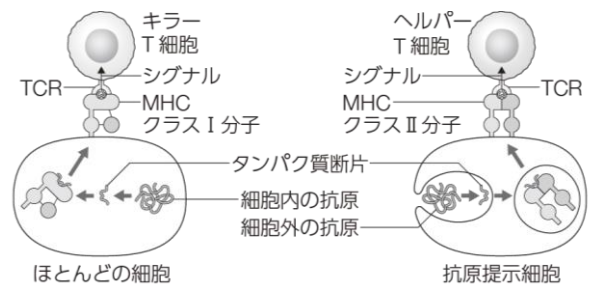 キラー
T細胞
シグナル
TCR
MHC
クラスⅠ分子
ヘルパー
T細胞
シグナル
TCR
MHC
クラスⅡ分子
タンパク質断片
細胞内の抗原
細胞外の抗原
ほとんどの細胞
抗原提示細胞